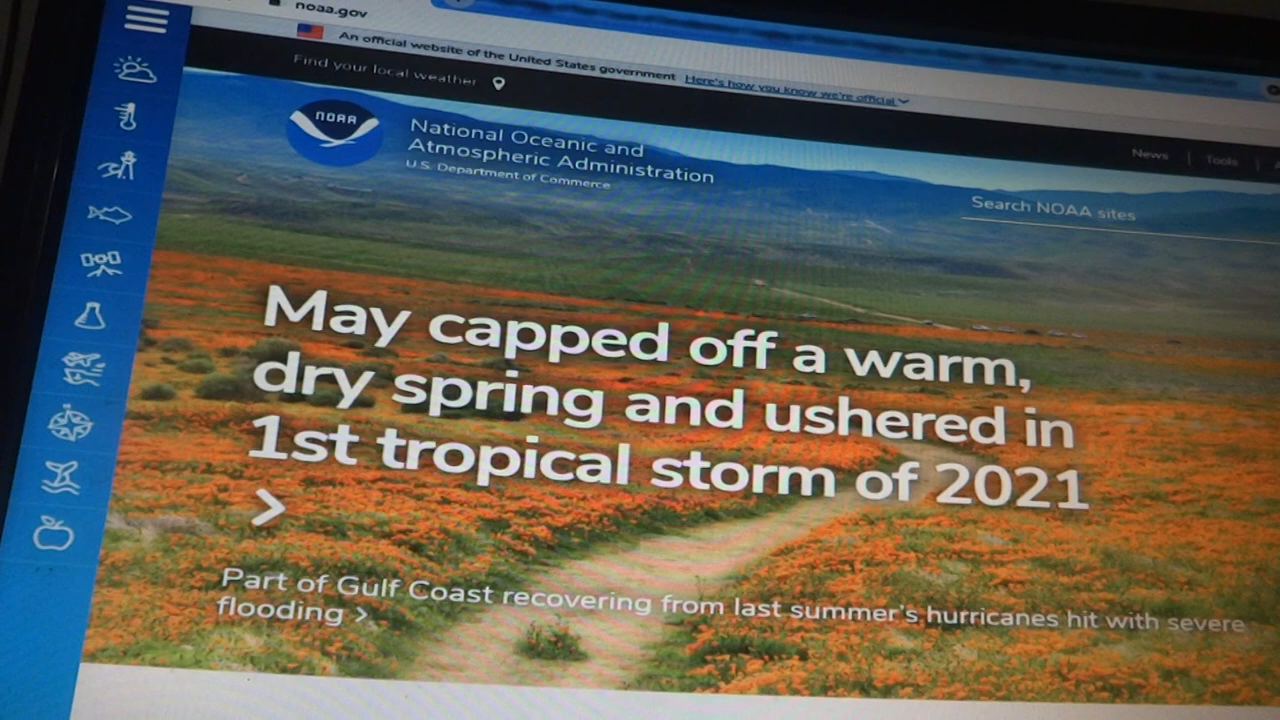 noaa.gov
An official website of the United States government Here's how you know we're official
Find your local weather
News | Tools |
NOAA
National Oceanic and
Atmospheric Administration
U.S. Department of Commerce
Search NOAA sites
May capped off a warm,
dry spring and ushered in
1st tropical storm of 2021
>
Part of Gulf Coast recovering from last summer's hurricanes hit with severe
flooding >